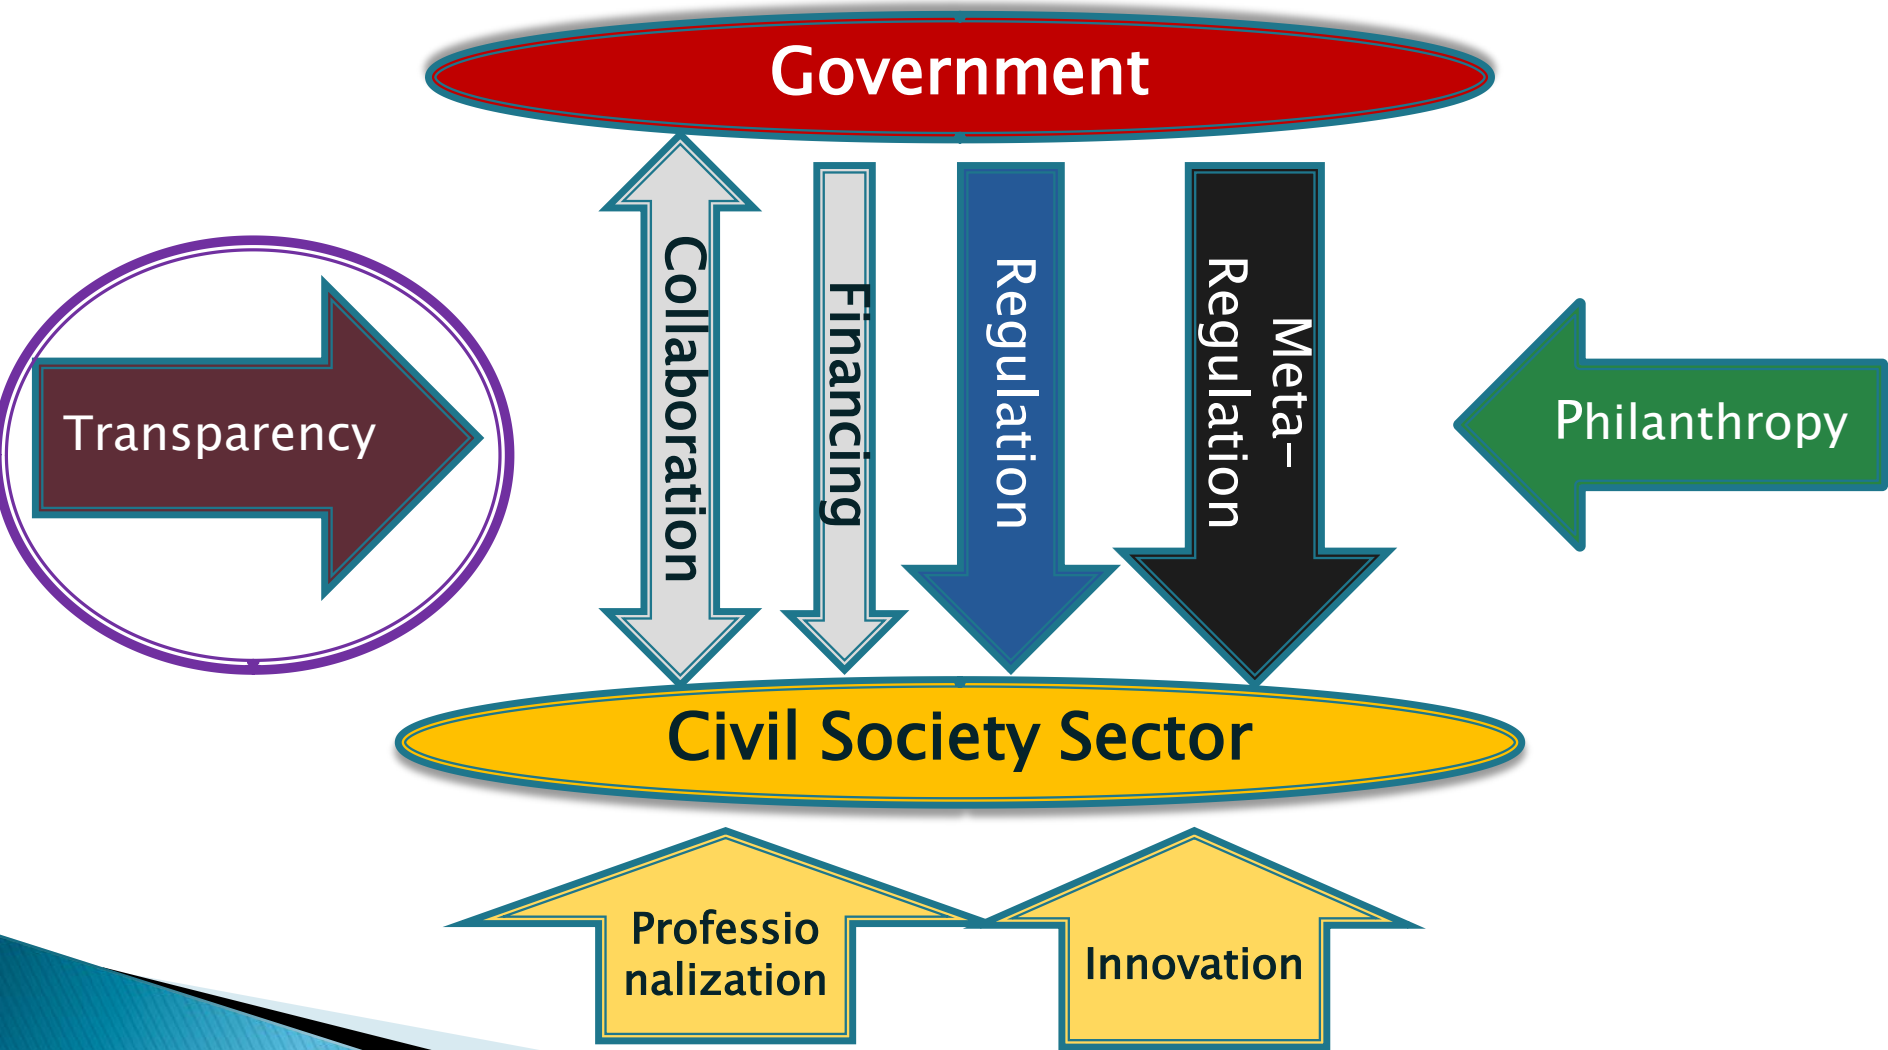 Government
Collaboration
Financing
Regulation
Meta-
Regulation
Transparency
Philanthropy
Civil Society Sector
Professio
nalization
Innovation